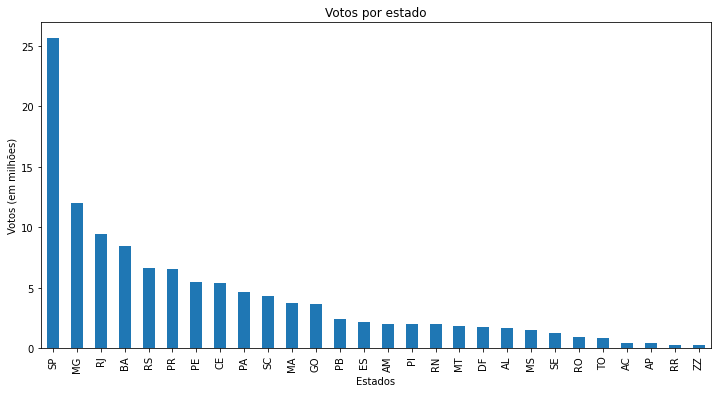 Votos por estado
Votos (em milhões)
25
20
15
10
5
0
SP MG RJ BA RS PR PE CE PA SC MA GO PB ES AM PI RN MT DF AL MS SE RO TO AC AP RR ZZ
Estados